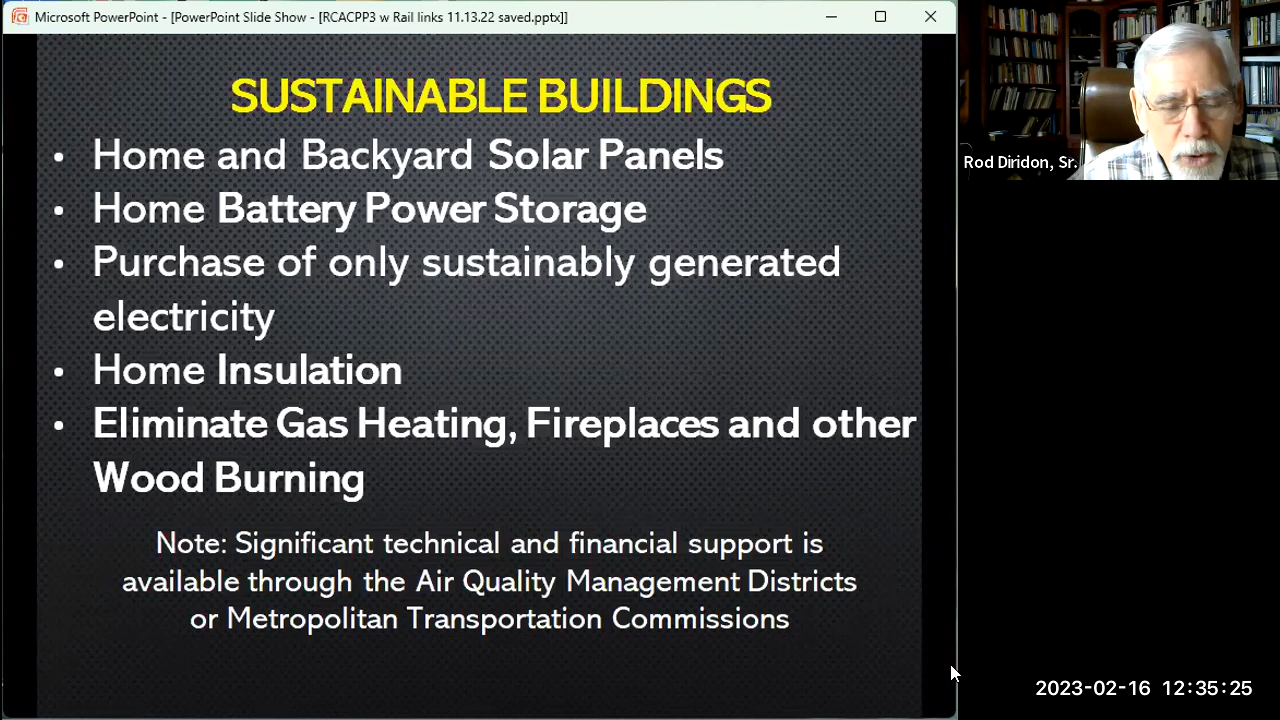 Microsoft PowerPoint - [PowerPoint Slide Show - [RCACPP3 w Rail links 11.13.22 saved.pptx]]
SUSTAINABLE BUILDINGS
• Home and Backyard Solar Panels
• Home Battery Power Storage
• Purchase of only sustainably generated
electricity
• Home Insulation
• Eliminate Gas Heating, Fireplaces and other
Wood Burning
Note: Significant technical and financial support is
available through the Air Quality Management Districts
or Metropolitan Transportation Commissions
Rod Diridon, Sr.
2023-02-16 12:35:25